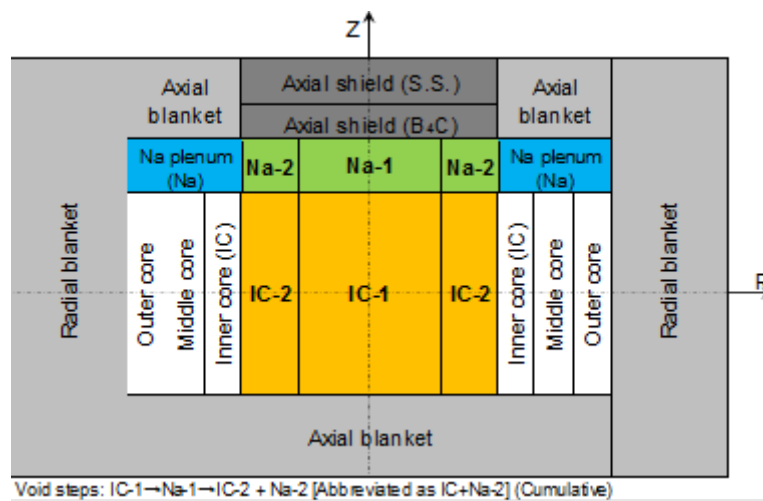 Z
Axial shield (S.S.)
Axial shield (B₄C)
Axial
blanket
Axial
blanket
Na plenum
(Na)
Na-2
Na-1
Na-2
Na plenum
(Na)
Radial blanket
Outer core
Middle core
Inner core (IC)
IC-2
IC-1
IC-2
Inner core (IC)
Middle core
Outer core
Radial blanket
R
Axial blanket
Void steps: IC-1→Na-1→IC-2 + Na-2 [Abbreviated as IC+Na-2] (Cumulative)